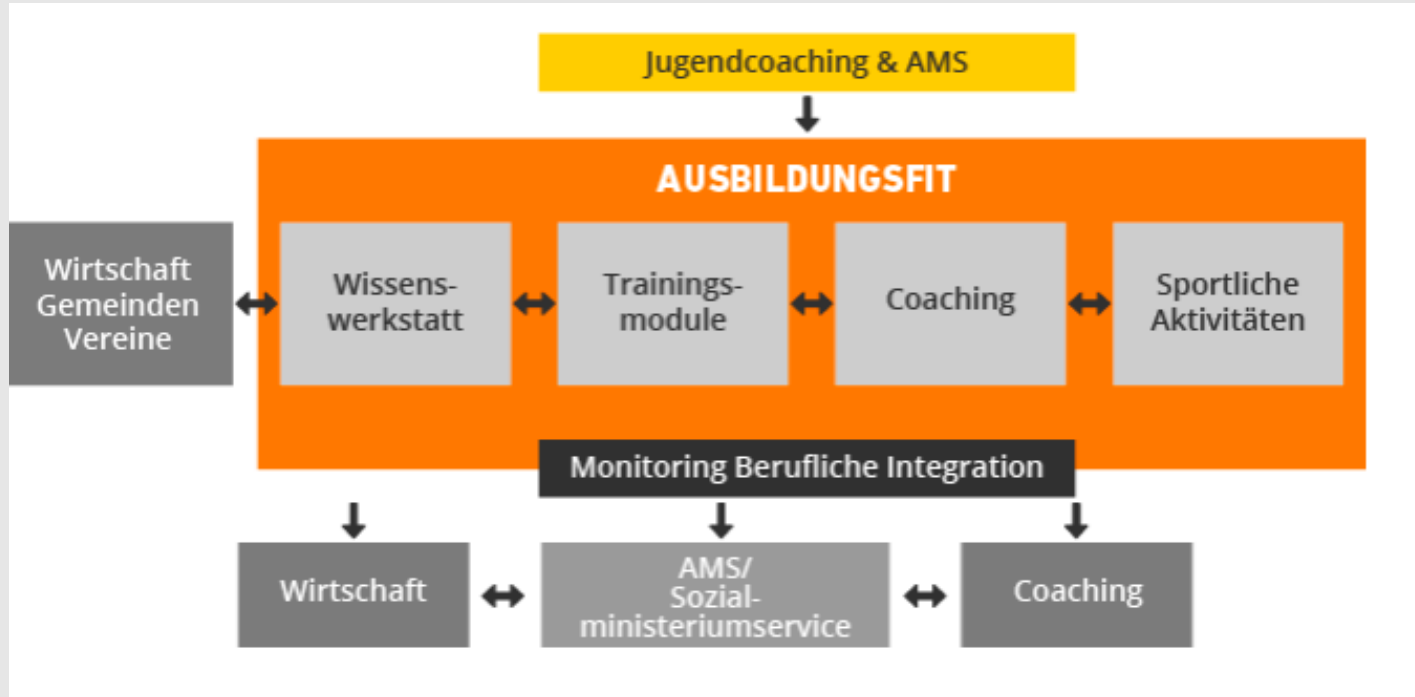 Jugendcoaching & AMS
AUSBILDUNGSFIT
Wirtschaft
Gemeinden
Vereine
Wissens-
werkstatt
Trainings-
module
Coaching
Sportliche
Aktivitäten
Monitoring Berufliche Integration
Wirtschaft
AMS/
Sozial-
ministeriumservice
Coaching